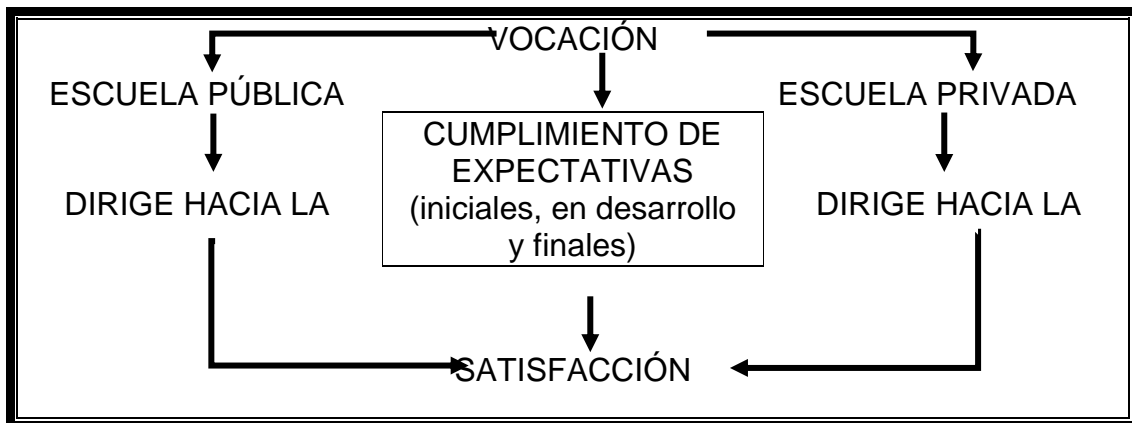 VOCACIÓN
ESCUELA PÚBLICA
ESCUELA PRIVADA
CUMPLIMIENTO DE
EXPECTATIVAS
(iniciales, en desarrollo
y finales)
DIRIGE HACIA LA
DIRIGE HACIA LA
SATISFACCIÓN